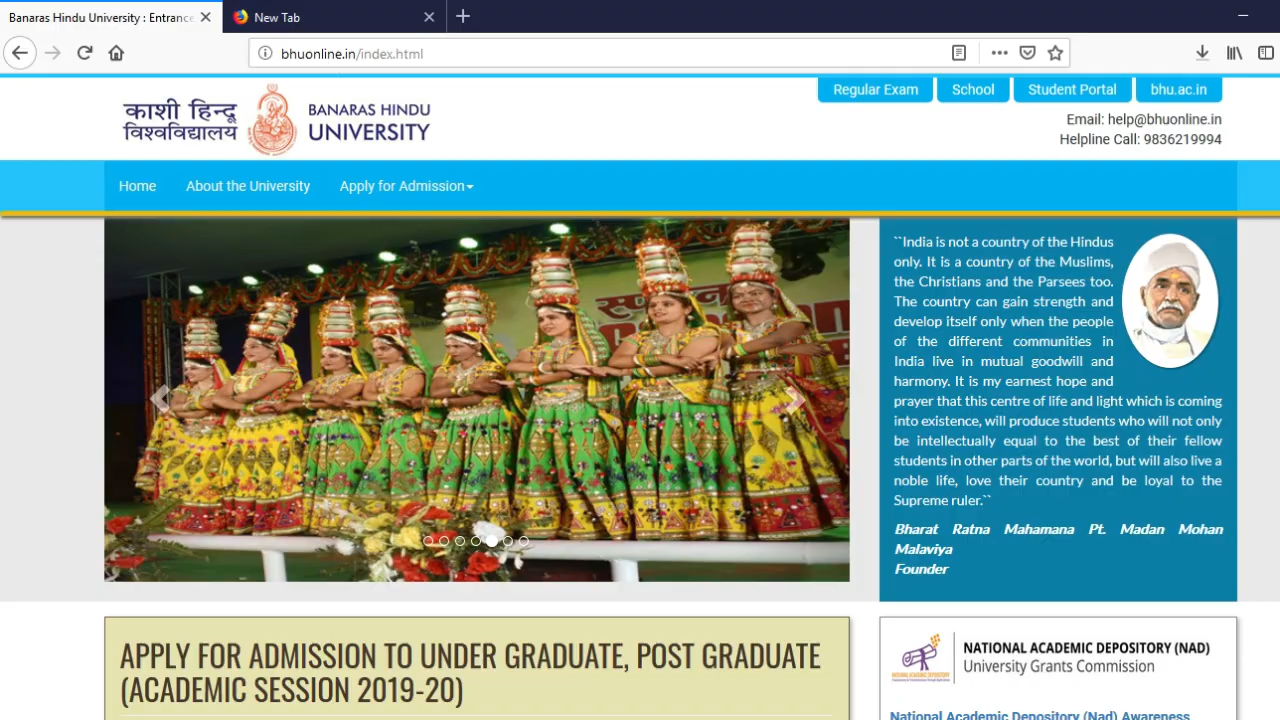 Banaras Hindu University : Entrance
New Tab
bhuonline.in/index.html
Regular Exam
School
Student Portal
bhu.ac.in
काशी हिन्दू
विश्वविद्यालय
BANARAS HINDU
UNIVERSITY
Email: help@bhuonline.in
Helpline Call: 9836219994
Home
About the University
Apply for Admission
``India is not a country of the Hindus
only. It is a country of the Muslims,
the Christians and the Parsees too.
The country can gain strength and
develop itself only when the people
of the different communities in
India live in mutual goodwill and
harmony. It is my earnest hope and
prayer that this centre of life and light which is coming
into existence, will produce students who will not only
be intellectually equal to the best of their fellow
students in other parts of the world, but will also live a
noble life, love their country and be loyal to the
Supreme ruler.``
Bharat Ratna Mahamana Pt. Madan Mohan
Malaviya
Founder
APPLY FOR ADMISSION TO UNDER GRADUATE, POST GRADUATE
(ACADEMIC SESSION 2019-20)
NATIONAL ACADEMIC DEPOSITORY (NAD)
University Grants Commission
National Academic Depository (Nad) Awareness